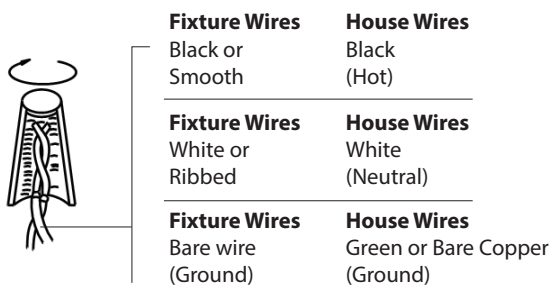 Fixture Wires House Wires
Black or Black
Smooth (Hot)
Fixture Wires House Wires
White or White
Ribbed (Neutral)
Fixture Wires House Wires
Bare wire Green or Bare Copper
(Ground) (Ground)